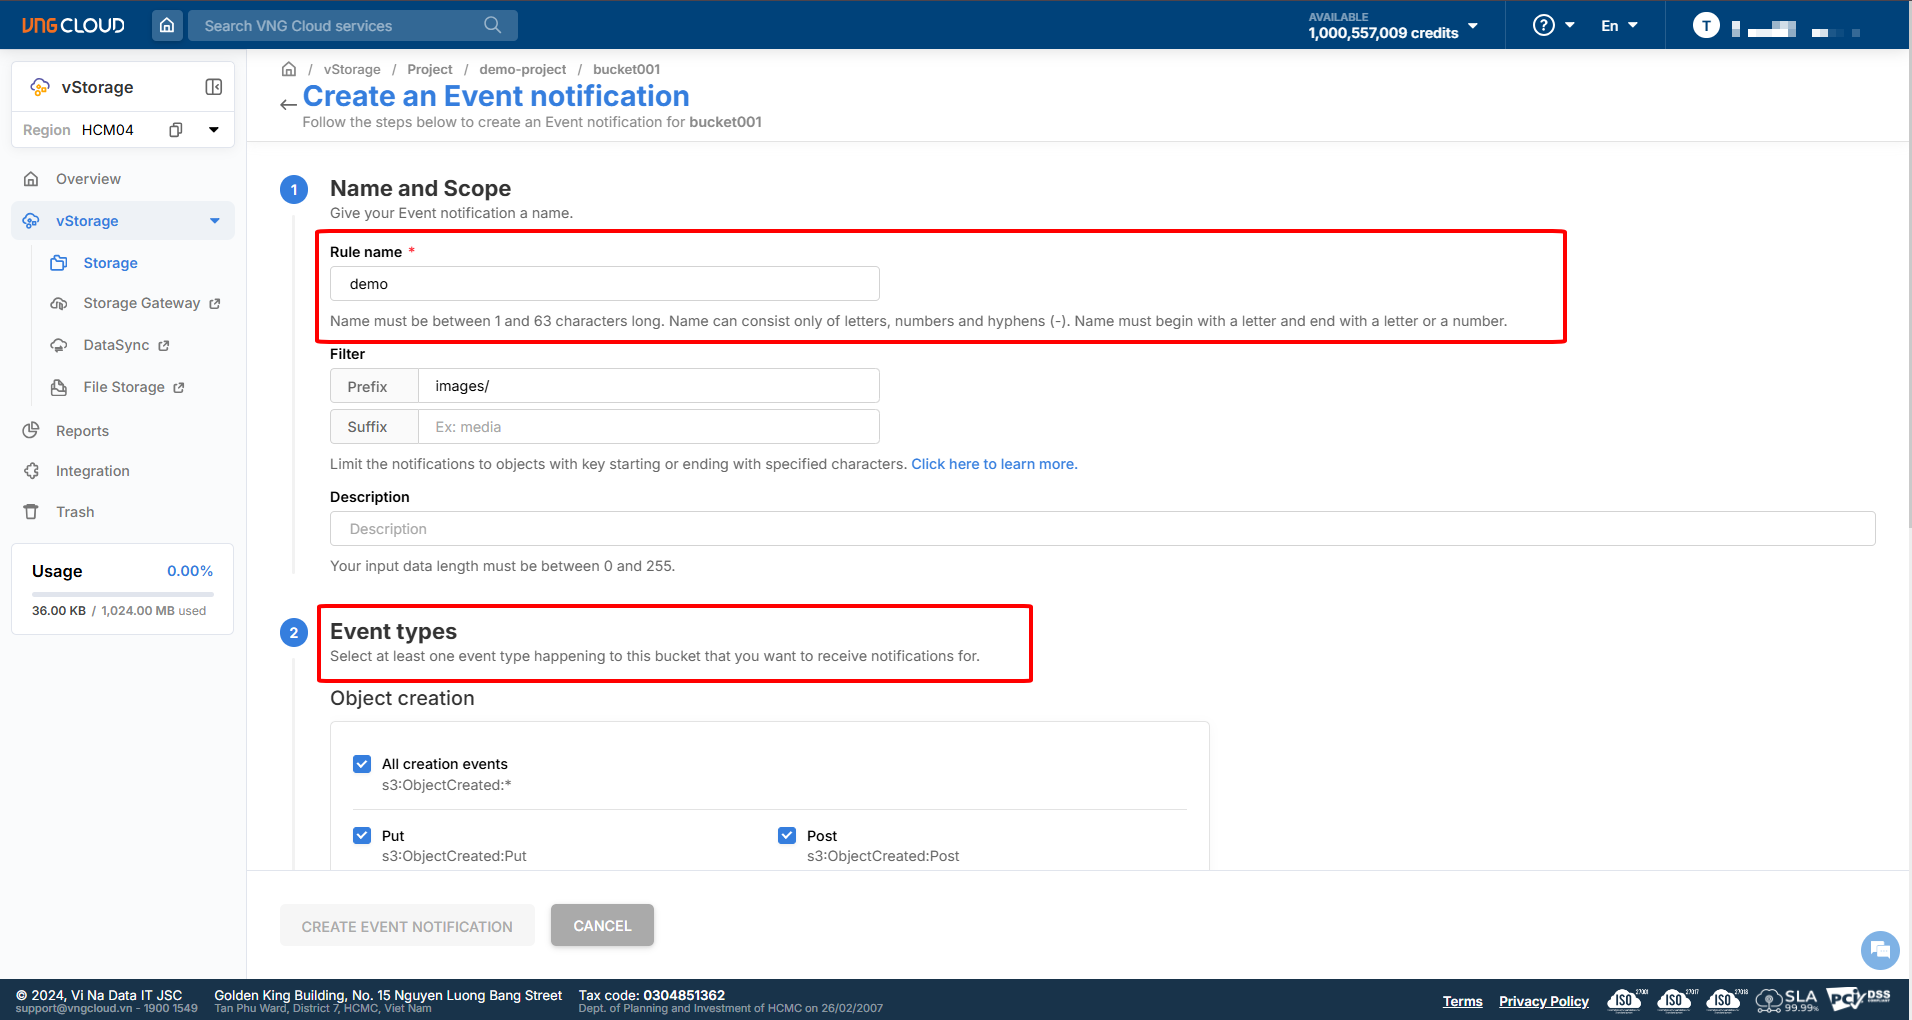 VNG CLOUD
Search VNG Cloud services
AVAILABLE
1,000,557,009 credits
?
En
T
vStorage
Region HCM04
Overview
vStorage
Storage
Storage Gateway
DataSync
File Storage
Reports
Integration
Trash
Usage 0.00%
36.00 KB / 1,024.00 MB used
/ vStorage / Project / demo-project / bucket001
Create an Event notification
Follow the steps below to create an Event notification for bucket001
1 Name and Scope
Give your Event notification a name.
Rule name *
demo
Name must be between 1 and 63 characters long. Name can consist only of letters, numbers and hyphens (-). Name must begin with a letter and end with a letter or a number.
Filter
Prefix images/
Suffix Ex: media
Limit the notifications to objects with key starting or ending with specified characters. Click here to learn more.
Description
Description
Your input data length must be between 0 and 255.
2 Event types
Select at least one event type happening to this bucket that you want to receive notifications for.
Object creation
All creation events
s3:ObjectCreated:*
Put Post
s3:ObjectCreated:Put s3:ObjectCreated:Post
CREATE EVENT NOTIFICATION CANCEL
© 2024, Vi Na Data IT JSC
support@vngcloud.vn - 1900 1549
Golden King Building, No. 15 Nguyen Luong Bang Street
Tan Phu Ward, District 7, HCMC, Viet Nam
Tax code: 0304851362
Dept. of Planning and Investment of HCMC on 26/02/2007
Terms Privacy Policy
ISO 27001
ISO 27017
ISO 27018
SLA
99.99%
PCI DSS